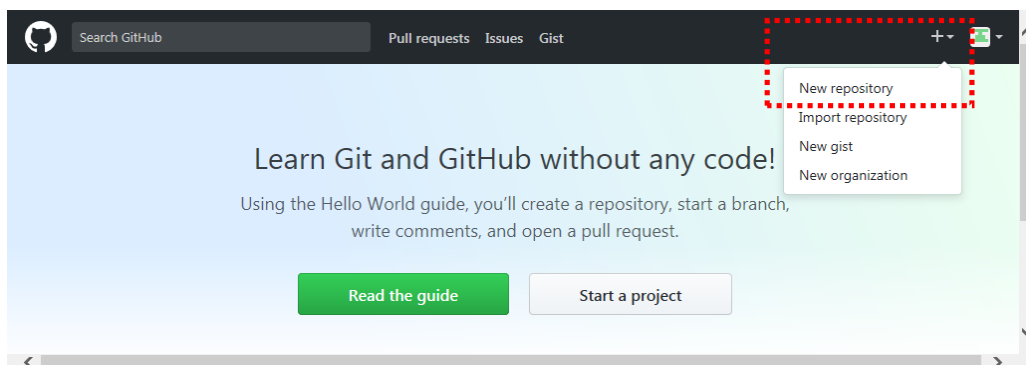 Search GitHub Pull requests Issues Gist
New repository
Import repository
New gist
New organization
Learn Git and GitHub without any code!
Using the Hello World guide, you'll create a repository, start a branch,
write comments, and open a pull request.
Read the guide Start a project